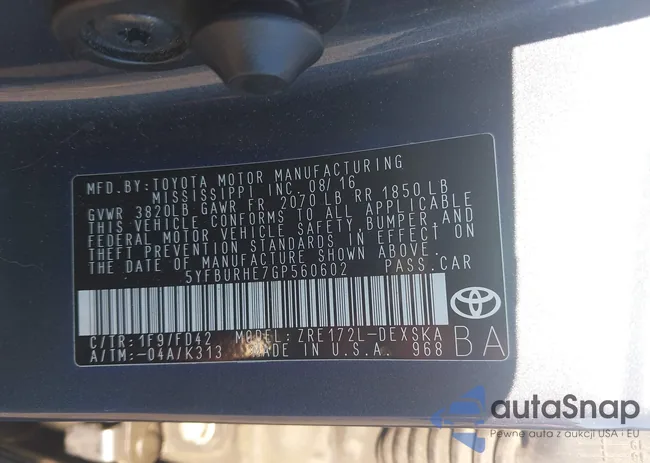 MFD. BY: TOYOTA MOTOR MANUFACTURING
MISSISSIPPI INC. 08/16
GVWR 3820LB GAWR FR 2070 LB RR 1850 LB
THIS VEHICLE CONFORMS TO ALL APPLICABLE
FEDERAL MOTOR VEHICLE SAFETY, BUMPER, AND
THEFT PREVENTION STANDARDS IN EFFECT ON
THE DATE OF MANUFACTURE SHOWN ABOVE.
5YFBURHE7GP560602 PASS. CAR
C/TR: 1F9/FD42 MODEL: ZRE172L-DEXSKA
A/TM: -04A/K313 MADE IN U.S.A. 968
BA
autaSnap
Pewne auta z aukcji USA i EU